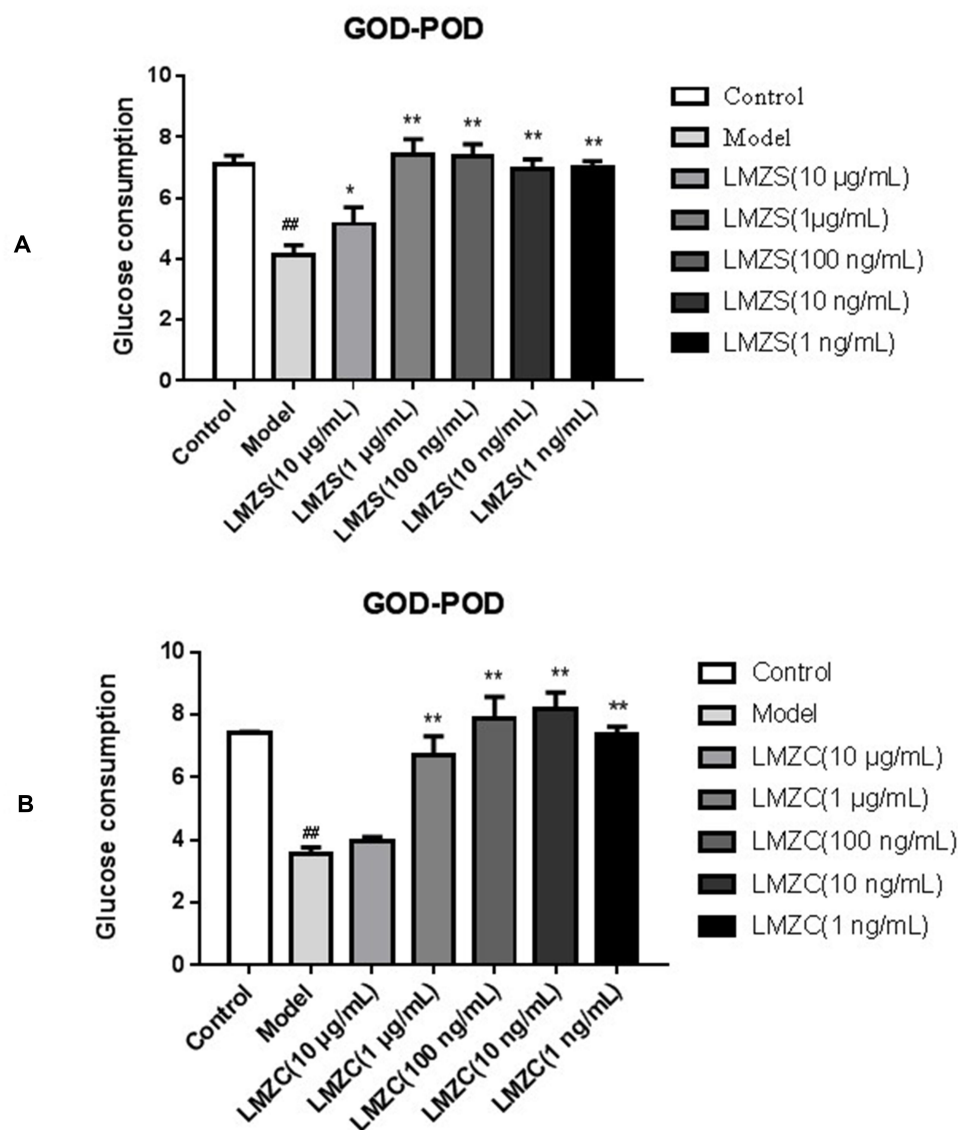 A
GOD-POD
Glucose consumption
10
8
6
4
2
0
##
*
**
**
**
**
Control
Model
LMZS(10 µg/mL)
LMZS(1 µg/mL)
LMZS(100 ng/mL)
LMZS(10 ng/mL)
LMZS(1 ng/mL)
Control
Model
LMZS(10 µg/mL)
LMZS(1µg/mL)
LMZS(100 ng/mL)
LMZS(10 ng/mL)
LMZS(1 ng/mL)
B
GOD-POD
Glucose consumption
10
8
6
4
2
0
##
**
**
**
**
Control
Model
LMZC(10 µg/mL)
LMZC(1 µg/mL)
LMZC(100 ng/mL)
LMZC(10 ng/mL)
LMZC(1 ng/mL)
Control
Model
LMZC(10 µg/mL)
LMZC(1 µg/mL)
LMZC(100 ng/mL)
LMZC(10 ng/mL)
LMZC(1 ng/mL)